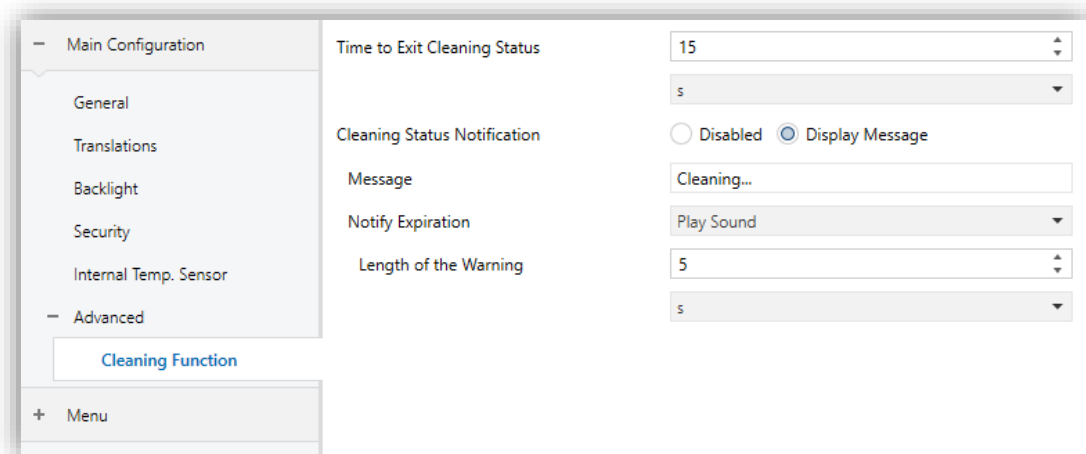 Main Configuration
General
Translations
Backlight
Security
Internal Temp. Sensor
Advanced
Cleaning Function
Menu
Time to Exit Cleaning Status
15
s
Cleaning Status Notification
Disabled
Display Message
Message
Cleaning...
Notify Expiration
Play Sound
Length of the Warning
5
s